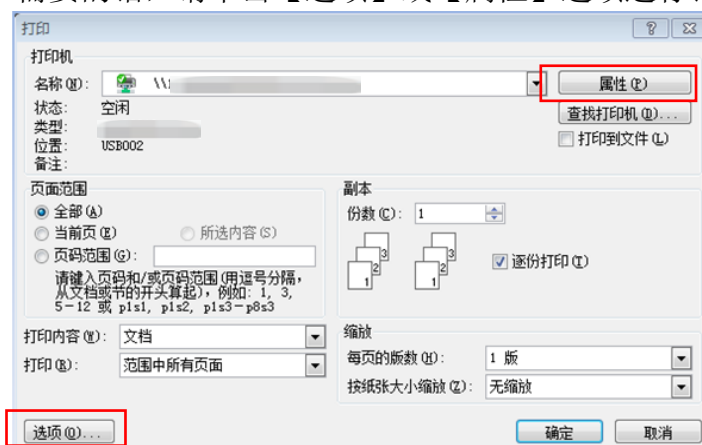 打印
打印机
名称(N): \\
属性(P)
状态: 空闲
查找打印机(D)...
类型:
打印到文件(L)
位置: USB002
备注:
页面范围
全部(A)
当前页(E) 所选内容(S)
页码范围(G):
请键入页码和/或页码范围(用逗号分隔,
从文档或节的开头算起), 例如: 1, 3,
5-12 或 p1s1, p1s2, p1s3-p8s3
副本
份数(C): 1
3 3
2 2
1 1
逐份打印(T)
打印内容(W): 文档
打印(R): 范围中所有页面
缩放
每页的版数(H): 1 版
按纸张大小缩放(Z): 无缩放
选项(O)...
确定 取消